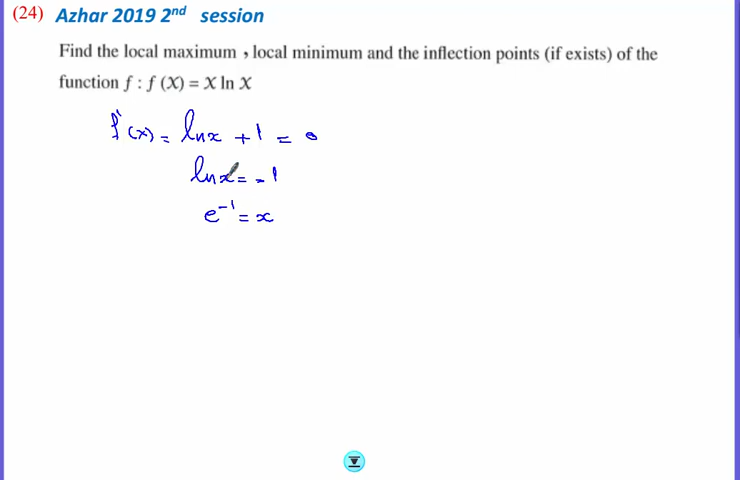 (24) Azhar 2019 2nd session
Find the local maximum , local minimum and the inflection points (if exists) of the
function f : f (X) = X ln X
f'(x) = lnx + 1 = 0
lnx = -1
e⁻¹ = x